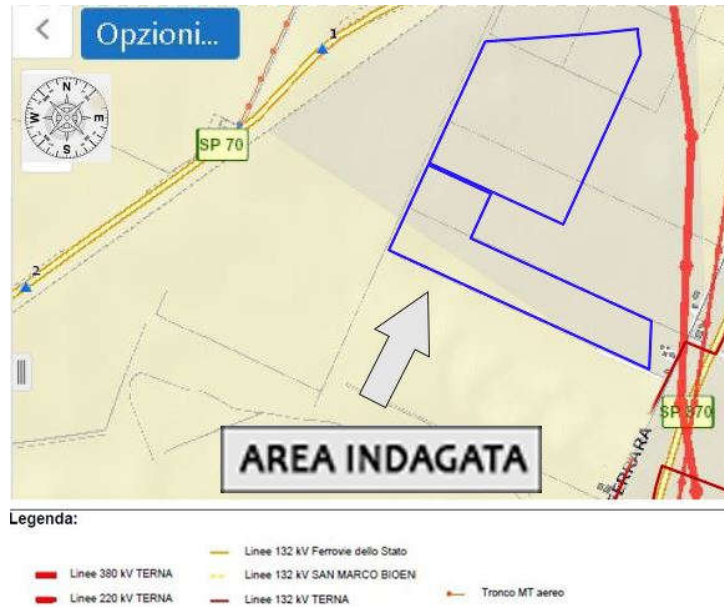 Opzioni...
N
W E
S
1
SP 70
2
SP 370
FERRARA
AREA INDAGATA
Legenda:
Linee 132 kV Ferrovie dello Stato
Linee 380 kV TERNA
Linee 132 kV SAN MARCO BIOEN
Linee 220 kV TERNA
Linee 132 kV TERNA
Tronco MT aereo